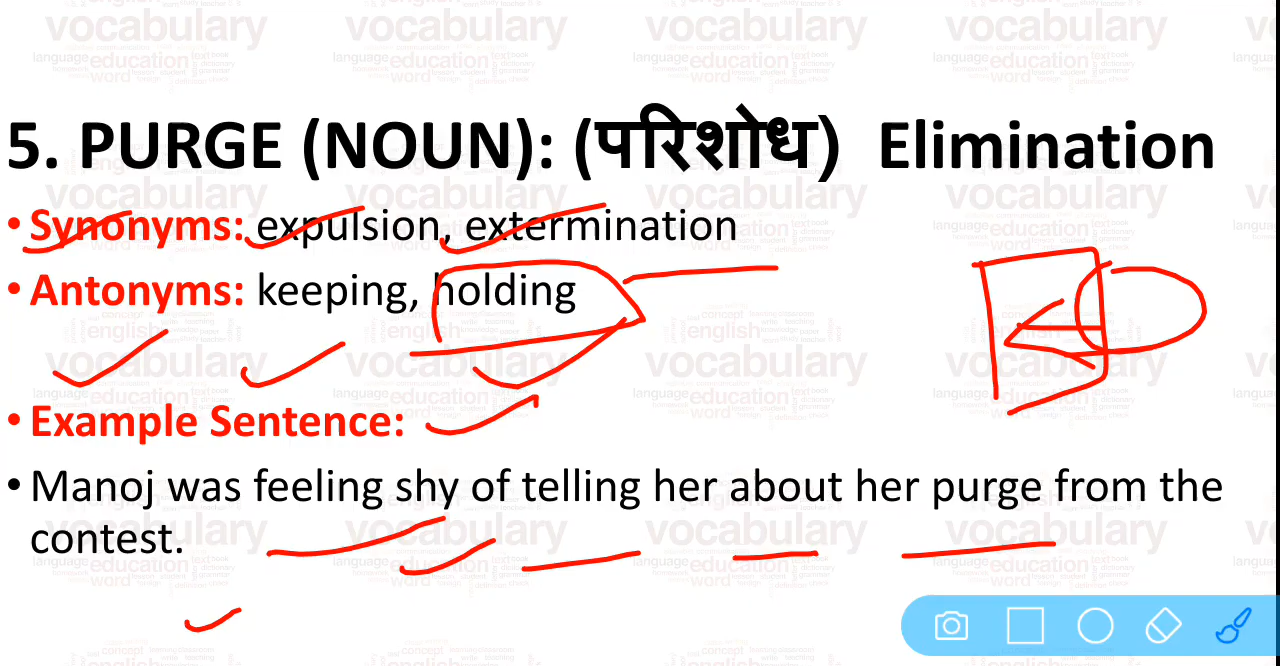 5. PURGE (NOUN): (परिशोध) Elimination
• Synonyms: expulsion, extermination
• Antonyms: keeping, holding
• Example Sentence:
• Manoj was feeling shy of telling her about her purge from the
contest.